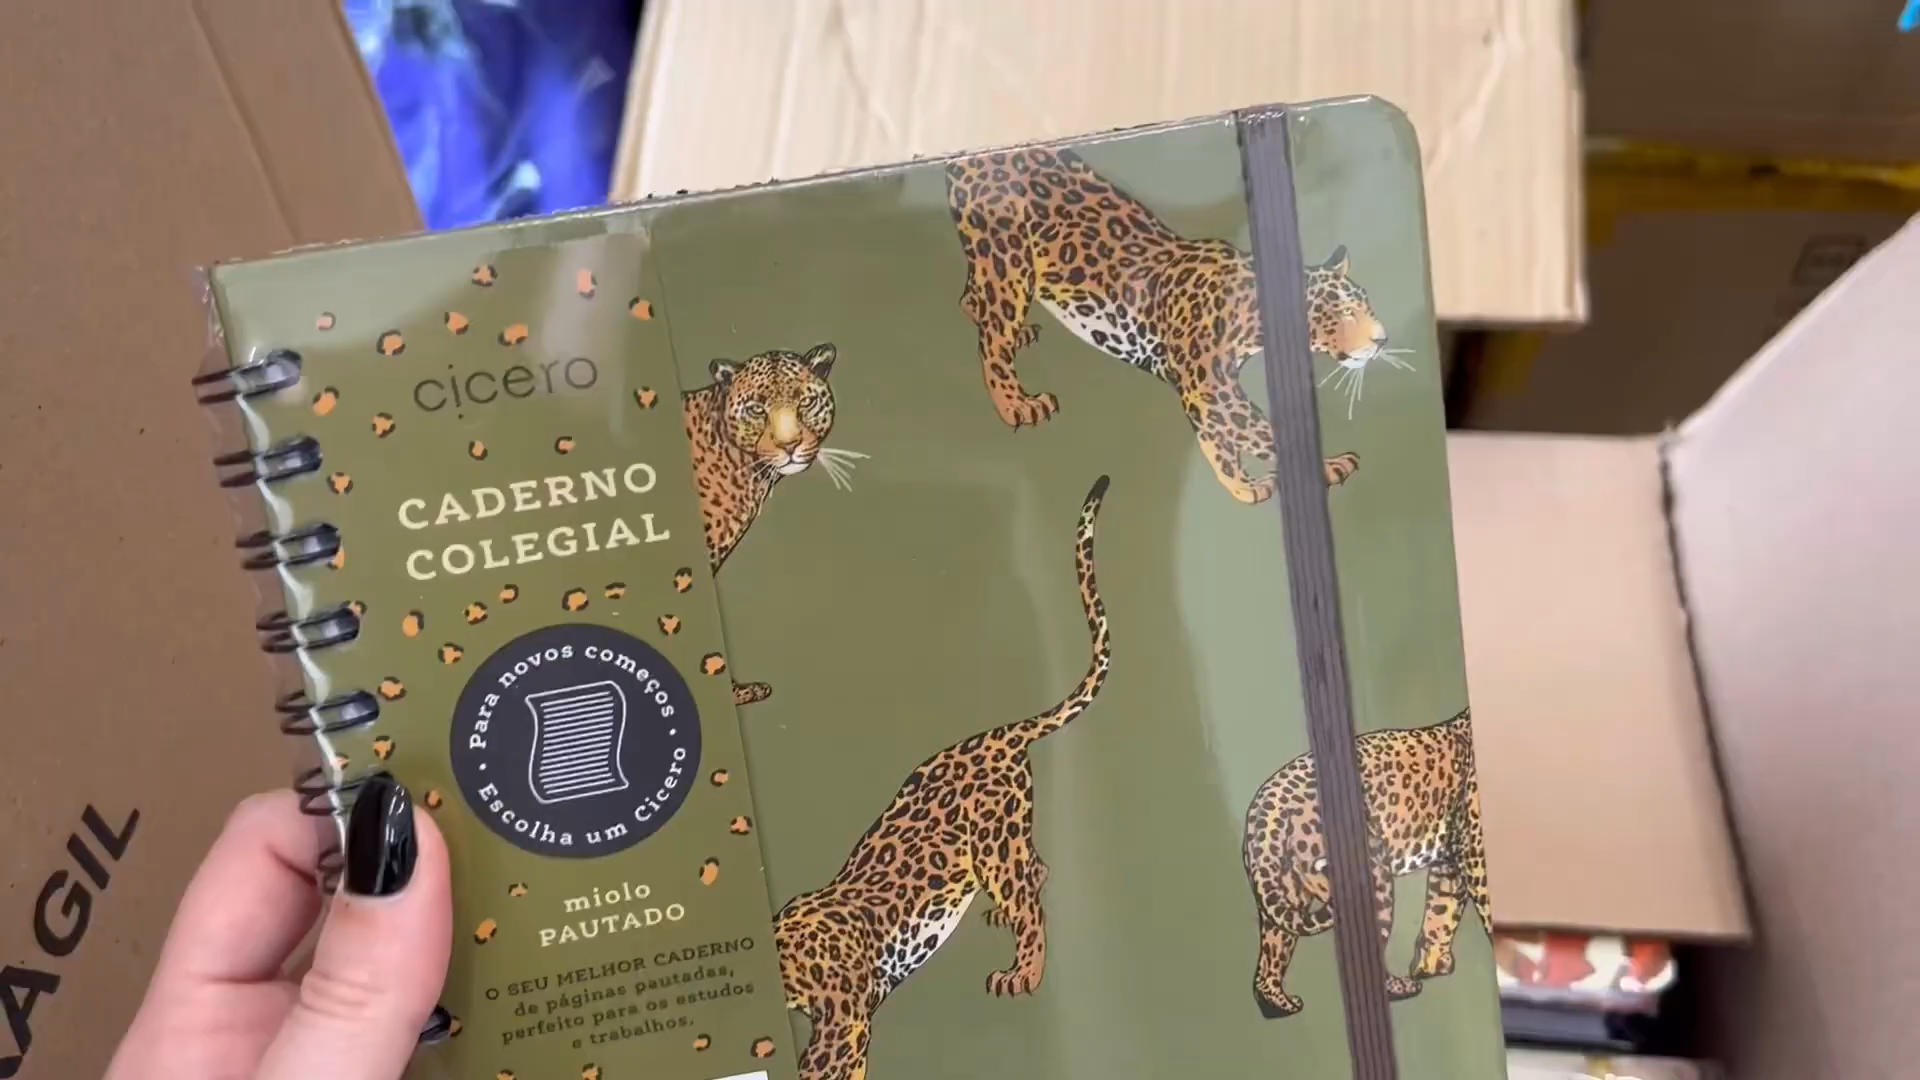 cicero
CADERNO
COLEGIAL
Para novos começos
Escolha um Cicero
miolo
PAUTADO
O SEU MELHOR CADERNO
de páginas pautadas,
perfeito para os estudos
e trabalhos.
AGIL